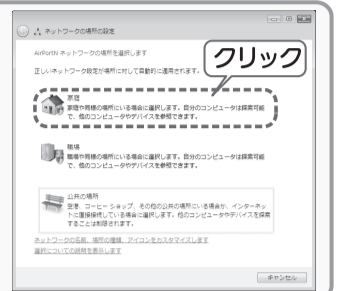 ネットワークの場所の設定
AirPortN ネットワークの場所を選択します
正しいネットワーク設定が場所に対して自動的に適用されます。
クリック
家庭
家庭や同様の場所にいる場合に選択します。自分のコンピュータは探索可能
で、他のコンピュータやデバイスを参照できます。
職場
職場や同様の場所にいる場合に選択します。自分のコンピュータは探索可能
で、他のコンピュータやデバイスを参照できます。
公共の場所
空港、コーヒー ショップ、その他の公共の場所にいる場合か、インターネッ
トに直接接続している場合に選択します。他のコンピュータやデバイスを探索
することは制限されます。
ネットワークの名前、場所の種類、アイコンをカスタマイズします
選択についての説明を表示します
キャンセル